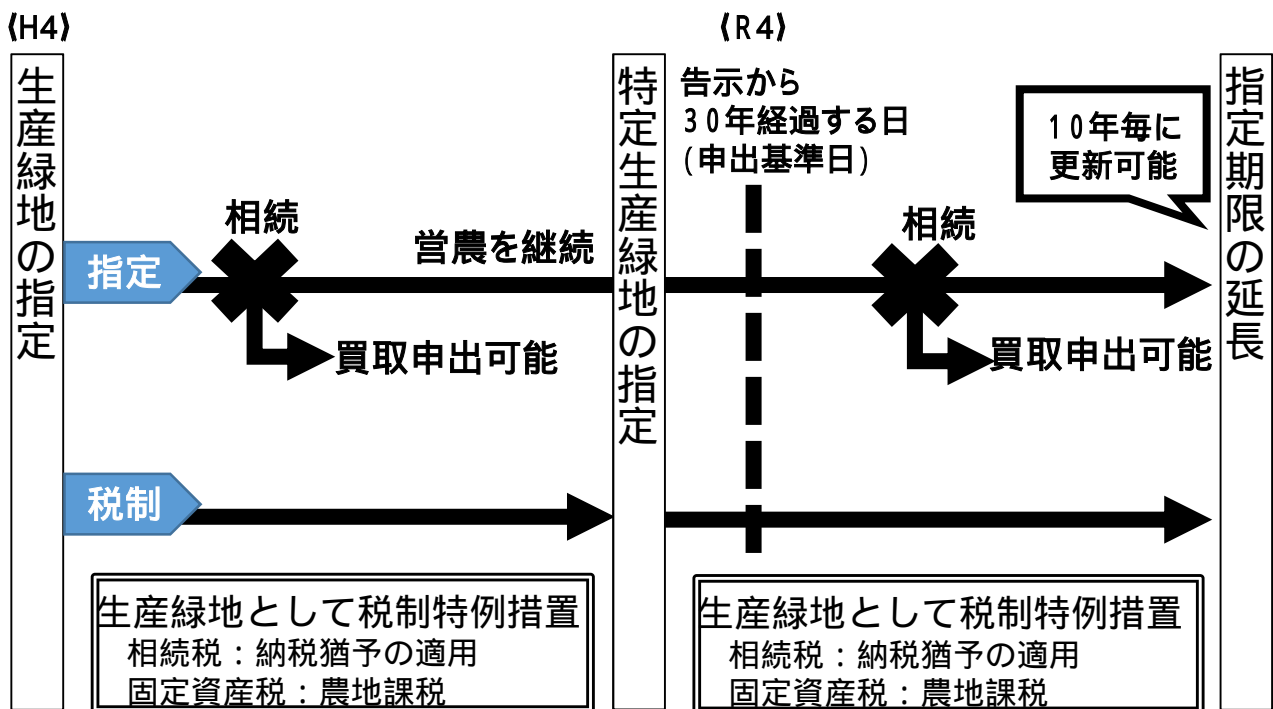 《H4》
《R4》
生産緑地の指定
特定生産緑地の指定
告示から
30年経過する日
(申出基準日)
10年毎に
更新可能
指定期限の延長
相続
営農を継続
相続
指定
買取申出可能
買取申出可能
税制
生産緑地として税制特例措置
相続税：納税猶予の適用
固定資産税：農地課税
生産緑地として税制特例措置
相続税：納税猶予の適用
固定資産税：農地課税